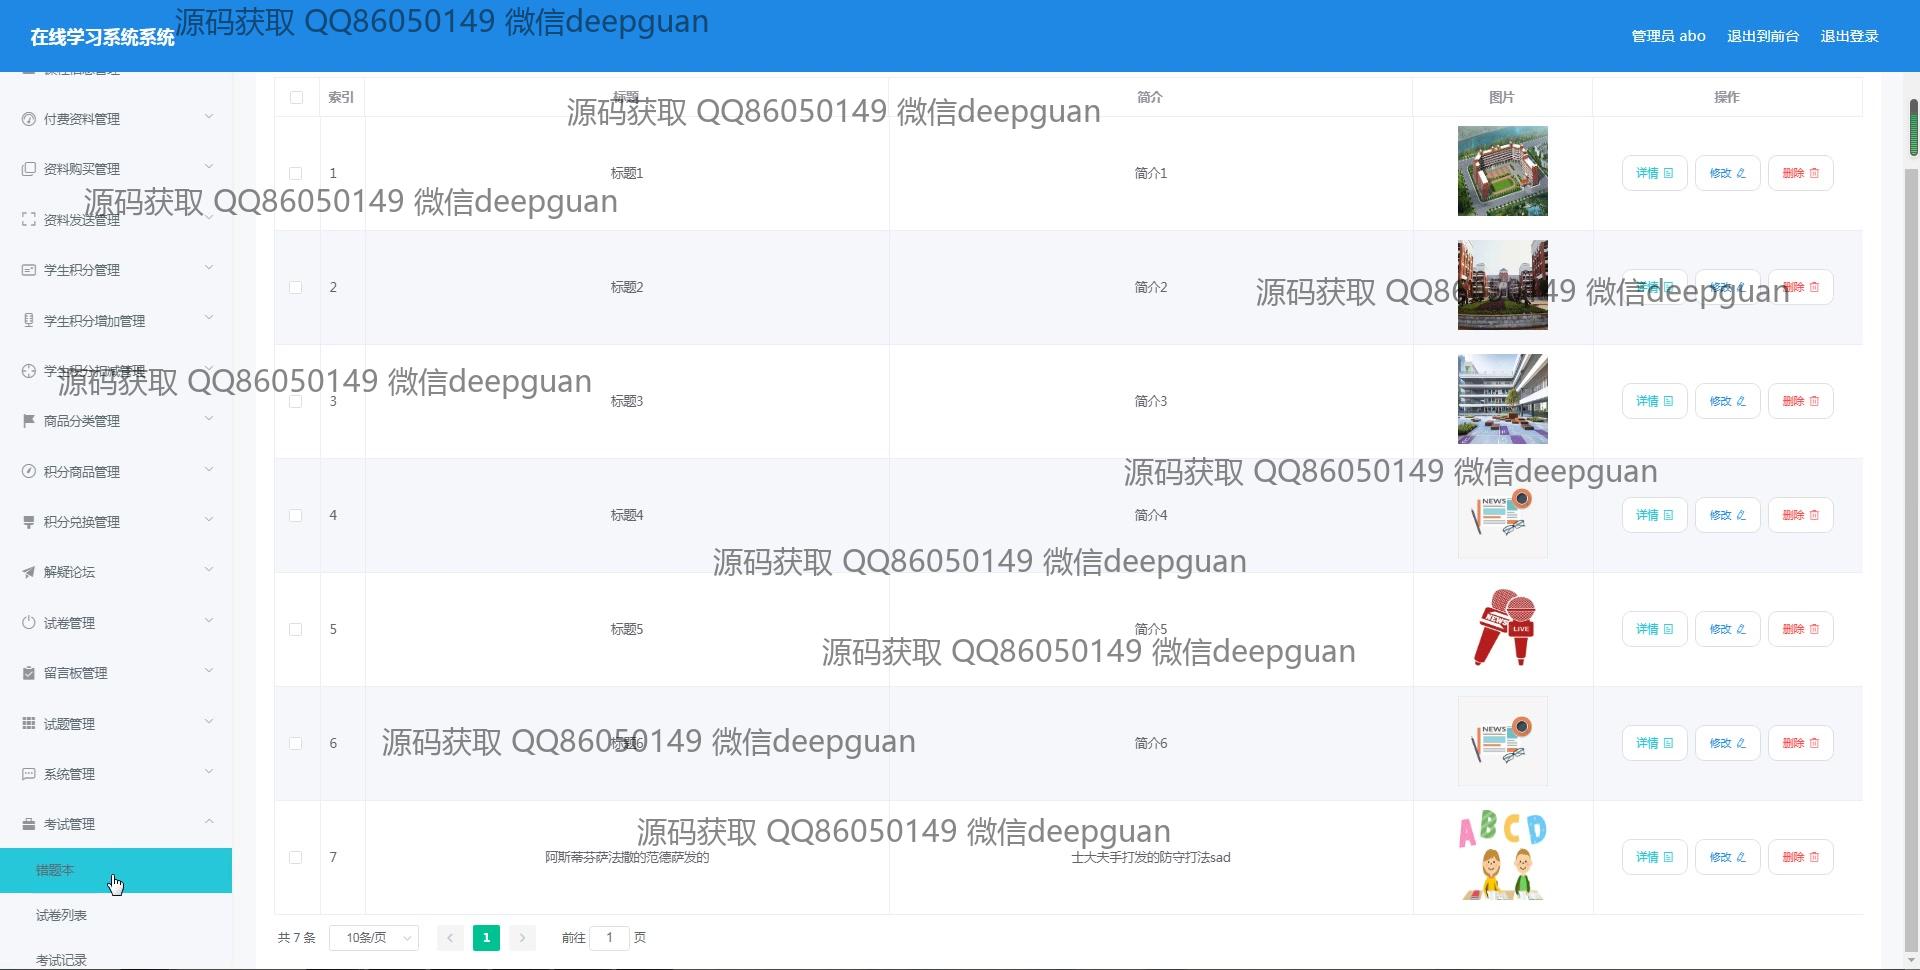 在线学习系统系统
源码获取 QQ86050149 微信deepguan
管理员 abo
退出到前台
退出登录
索引
标题
简介
图片
操作
源码获取 QQ86050149 微信deepguan
付费资料管理
资料购买管理
1
标题1
简介1
详情
修改
删除
源码获取 QQ86050149 微信deepguan
资料发送管理
学生积分管理
2
标题2
简介2
详情
修改
删除
源码获取 QQ86050149 微信deepguan
学生积分增加管理
学生积分扣减管理
源码获取 QQ86050149 微信deepguan
3
标题3
简介3
详情
修改
删除
商品分类管理
积分商品管理
源码获取 QQ86050149 微信deepguan
NEWS
4
标题4
简介4
详情
修改
删除
积分兑换管理
源码获取 QQ86050149 微信deepguan
解疑论坛
试卷管理
5
标题5
简介5
NEWS
LIVE
详情
修改
删除
源码获取 QQ86050149 微信deepguan
留言板管理
试题管理
源码获取 QQ86050149 微信deepguan
6
标题6
简介6
NEWS
详情
修改
删除
系统管理
考试管理
源码获取 QQ86050149 微信deepguan
ABCD
7
阿斯蒂芬萨法撒的范德萨发的
士大夫手打发的防守打法sad
详情
修改
删除
错题本
试卷列表
考试记录
共 7 条
10条/页
1
前往
1
页